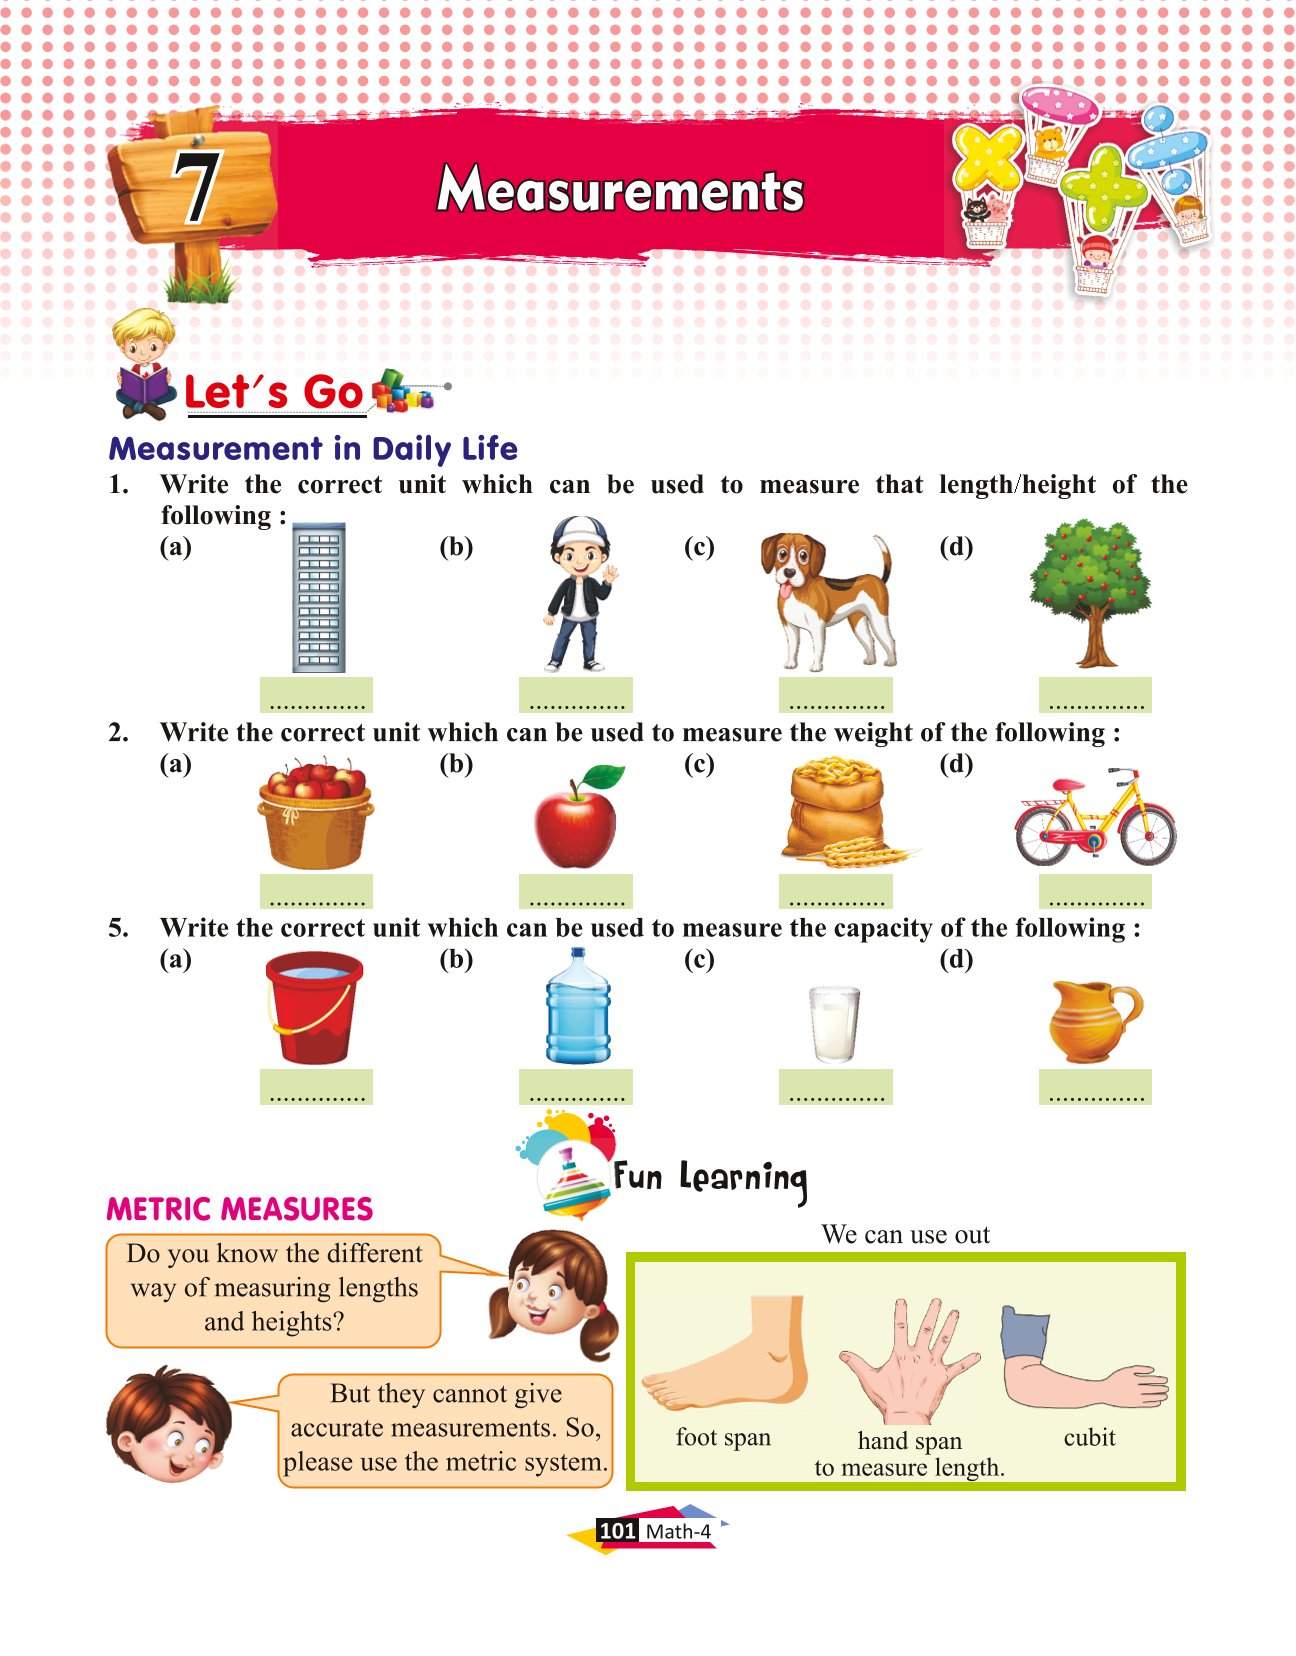 7
Measurements
Let's Go
Measurement in Daily Life
1. Write the correct unit which can be used to measure that length/height of the
following :
(a) (b) (c) (d)
.............. .............. .............. ..............
2. Write the correct unit which can be used to measure the weight of the following :
(a) (b) (c) (d)
.............. .............. .............. ..............
5. Write the correct unit which can be used to measure the capacity of the following :
(a) (b) (c) (d)
.............. .............. .............. ..............
Fun Learning
METRIC MEASURES
Do you know the different
way of measuring lengths
and heights?
But they cannot give
accurate measurements. So,
please use the metric system.
We can use out
foot span
hand span
cubit
to measure length.
101 Math-4